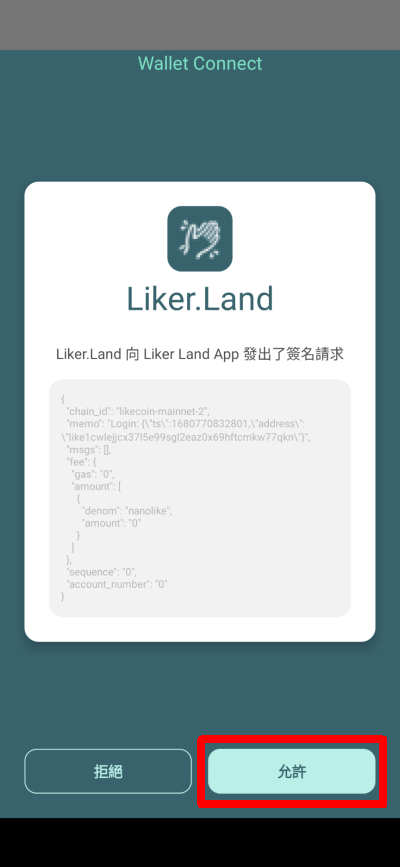 Wallet Connect
Liker.Land
Liker.Land 向 Liker Land App 發出了簽名請求
{
"chain_id": "likecoin-mainnet-2",
"memo": "Login: {\"ts\":1680770832801,\"address\":
\"like1cwlejjcx37l5e99sgl2eaz0x69hftcmkw77qkn\"}",
"msgs": [],
"fee": {
"gas": "0",
"amount": [
{
"denom": "nanolike",
"amount": "0"
}
]
},
"sequence": "0",
"account_number": "0"
}
拒絕
允許